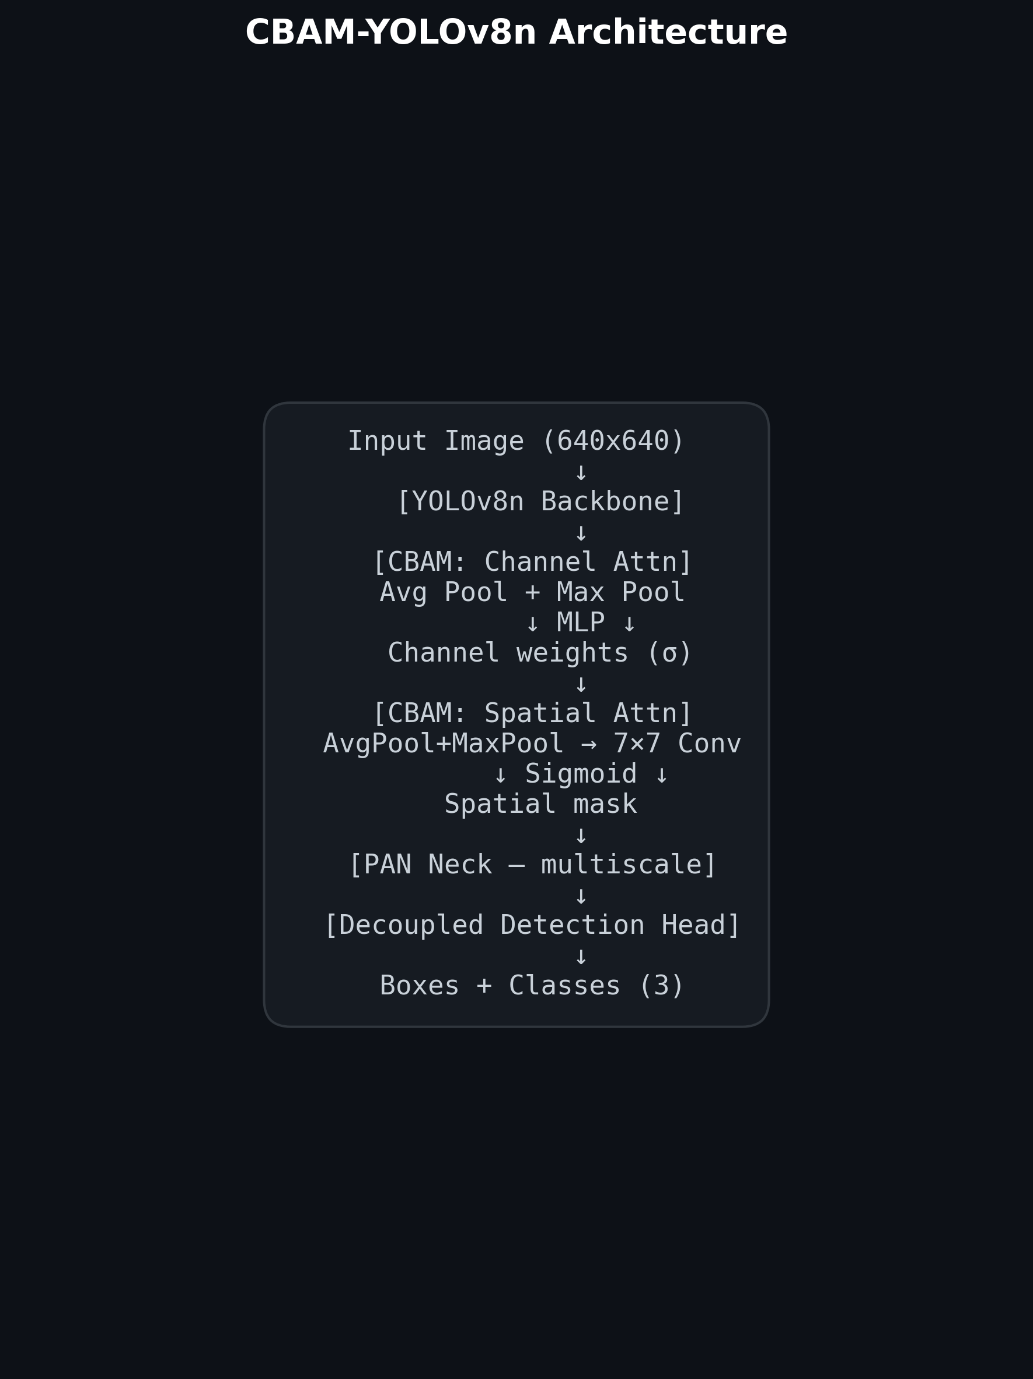 CBAM-YOLOv8n Architecture
Input Image (640x640)
↓
[YOLOv8n Backbone]
↓
[CBAM: Channel Attn]
Avg Pool + Max Pool
↓ MLP ↓
Channel weights (σ)
↓
[CBAM: Spatial Attn]
AvgPool+MaxPool → 7×7 Conv
↓ Sigmoid ↓
Spatial mask
↓
[PAN Neck — multiscale]
↓
[Decoupled Detection Head]
↓
Boxes + Classes (3)